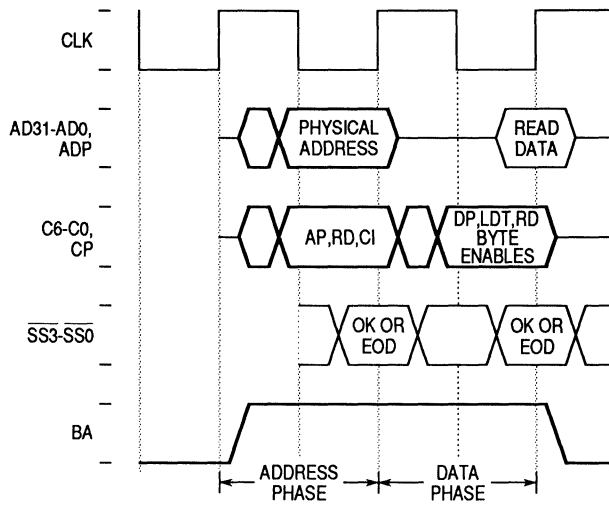 CLK
AD31-AD0,
ADP
PHYSICAL
ADDRESS
READ
DATA
C6-C0,
CP
AP,RD,CI
DP,LDT,RD
BYTE
ENABLES
SS3-SS0
OK OR
EOD
OK OR
EOD
BA
ADDRESS
PHASE
DATA
PHASE